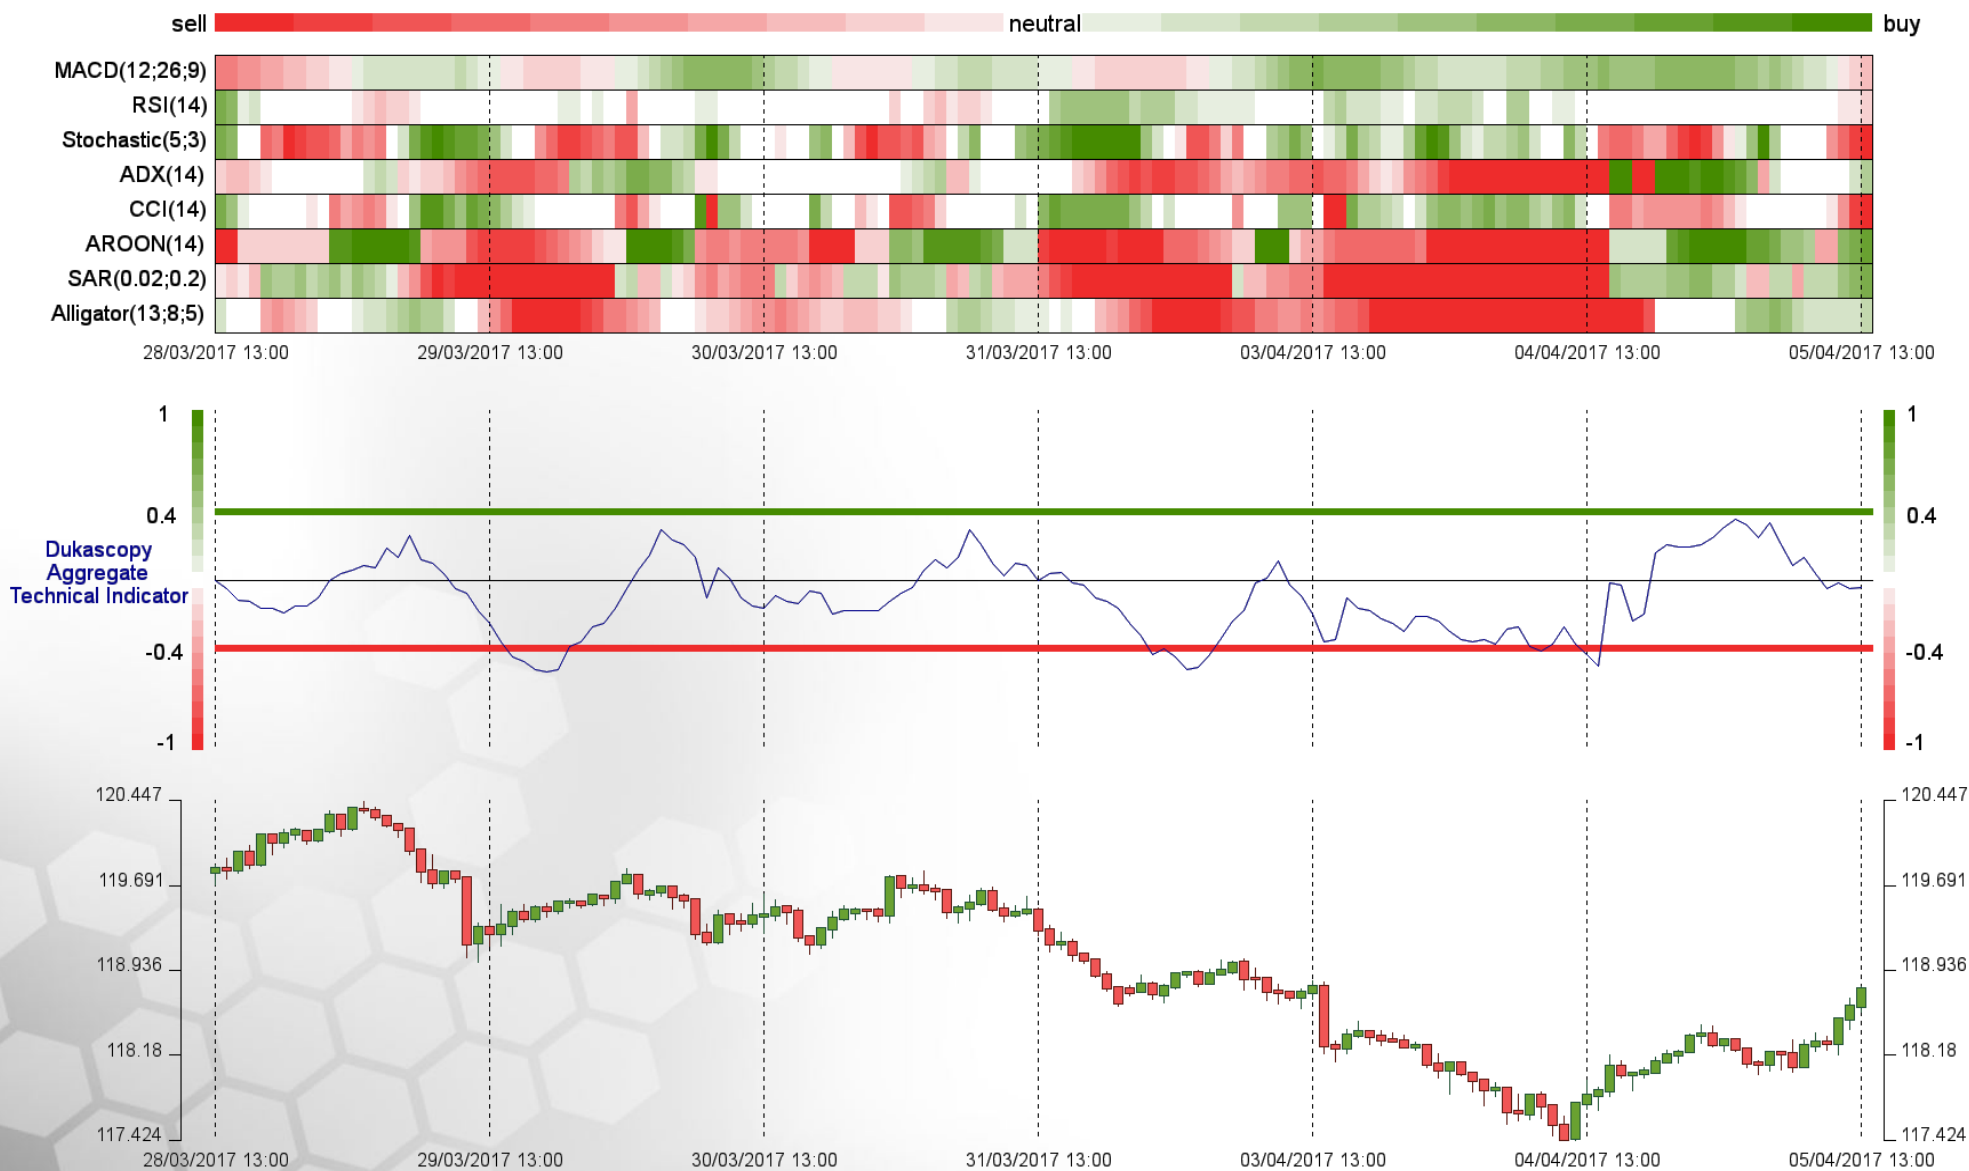 sell neutral buy
MACD(12;26;9)
RSI(14)
Stochastic(5;3)
ADX(14)
CCI(14)
AROON(14)
SAR(0.02;0.2)
Alligator(13;8;5)
28/03/2017 13:00 29/03/2017 13:00 30/03/2017 13:00 31/03/2017 13:00 03/04/2017 13:00 04/04/2017 13:00 05/04/2017 13:00
1 1
0.4 0.4
Dukascopy
Aggregate
Technical Indicator
-0.4 -0.4
-1 -1
120.447 120.447
119.691 119.691
118.936 118.936
118.18 118.18
117.424 117.424
28/03/2017 13:00 29/03/2017 13:00 30/03/2017 13:00 31/03/2017 13:00 03/04/2017 13:00 04/04/2017 13:00 05/04/2017 13:00